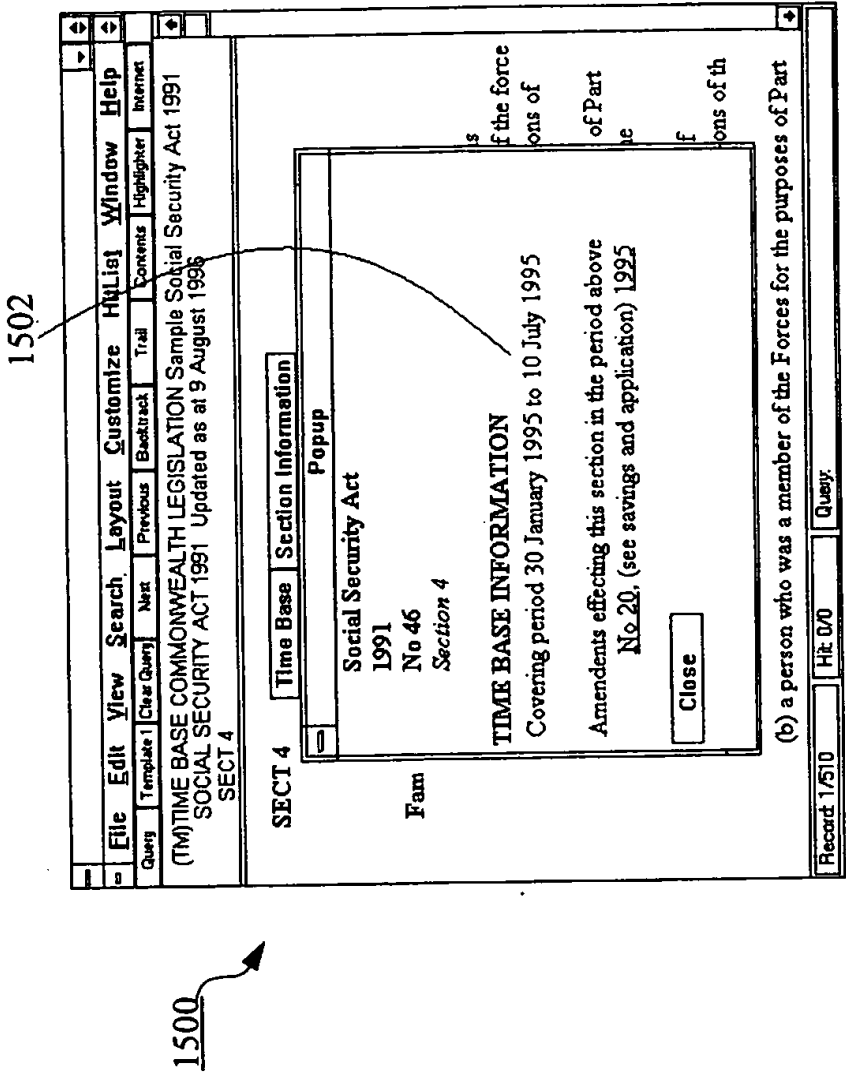 1500
1502
File Edit View Search Layout Customize HitList Window Help
Query Template 1 Clear Query Next Previous Backtrack Trail Contents Highlighter Internet
(TM)TIME BASE COMMONWEALTH LEGISLATION Sample Social Security Act 1991
SOCIAL SECURITY ACT 1991 Updated as at 9 August 1996
SECT 4
SECT 4 Time Base Section Information
Popup
Social Security Act
1991
No 46
Section 4
Fam
s
f the force
ons of
TIME BASE INFORMATION
Covering period 30 January 1995 to 10 July 1995
of Part
Amendents effecting this section in the period above
No 20, (see savings and application) 1995
f
ons of th
Close
(b) a person who was a member of the Forces for the purposes of Part
Record: 1/510 Hit: 0/0 Query: